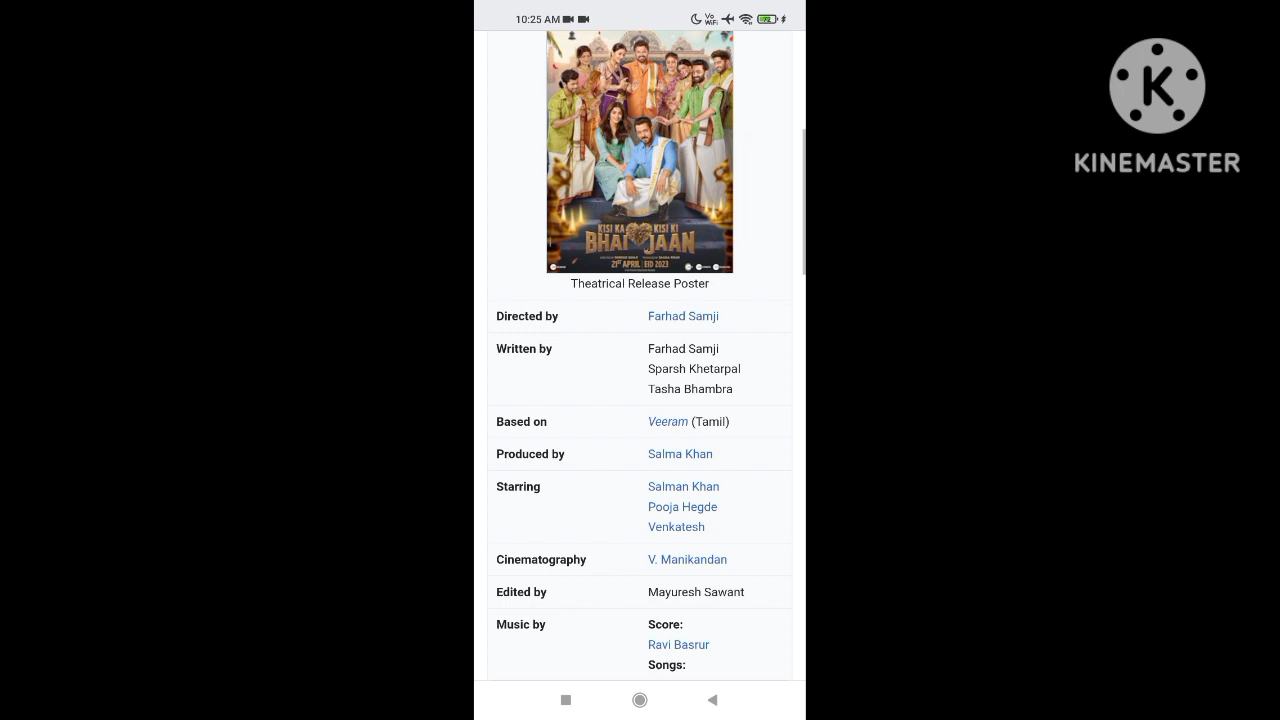 10:25 AM
Vo
WiFi
KINEMASTER
KISI KA KISI KI
BHAI JAAN
21ST APRIL EID 2023
Theatrical Release Poster
Directed by Farhad Samji
Written by Farhad Samji
Sparsh Khetarpal
Tasha Bhambra
Based on Veeram (Tamil)
Produced by Salma Khan
Starring Salman Khan
Pooja Hegde
Venkatesh
Cinematography V. Manikandan
Edited by Mayuresh Sawant
Music by Score:
Ravi Basrur
Songs: